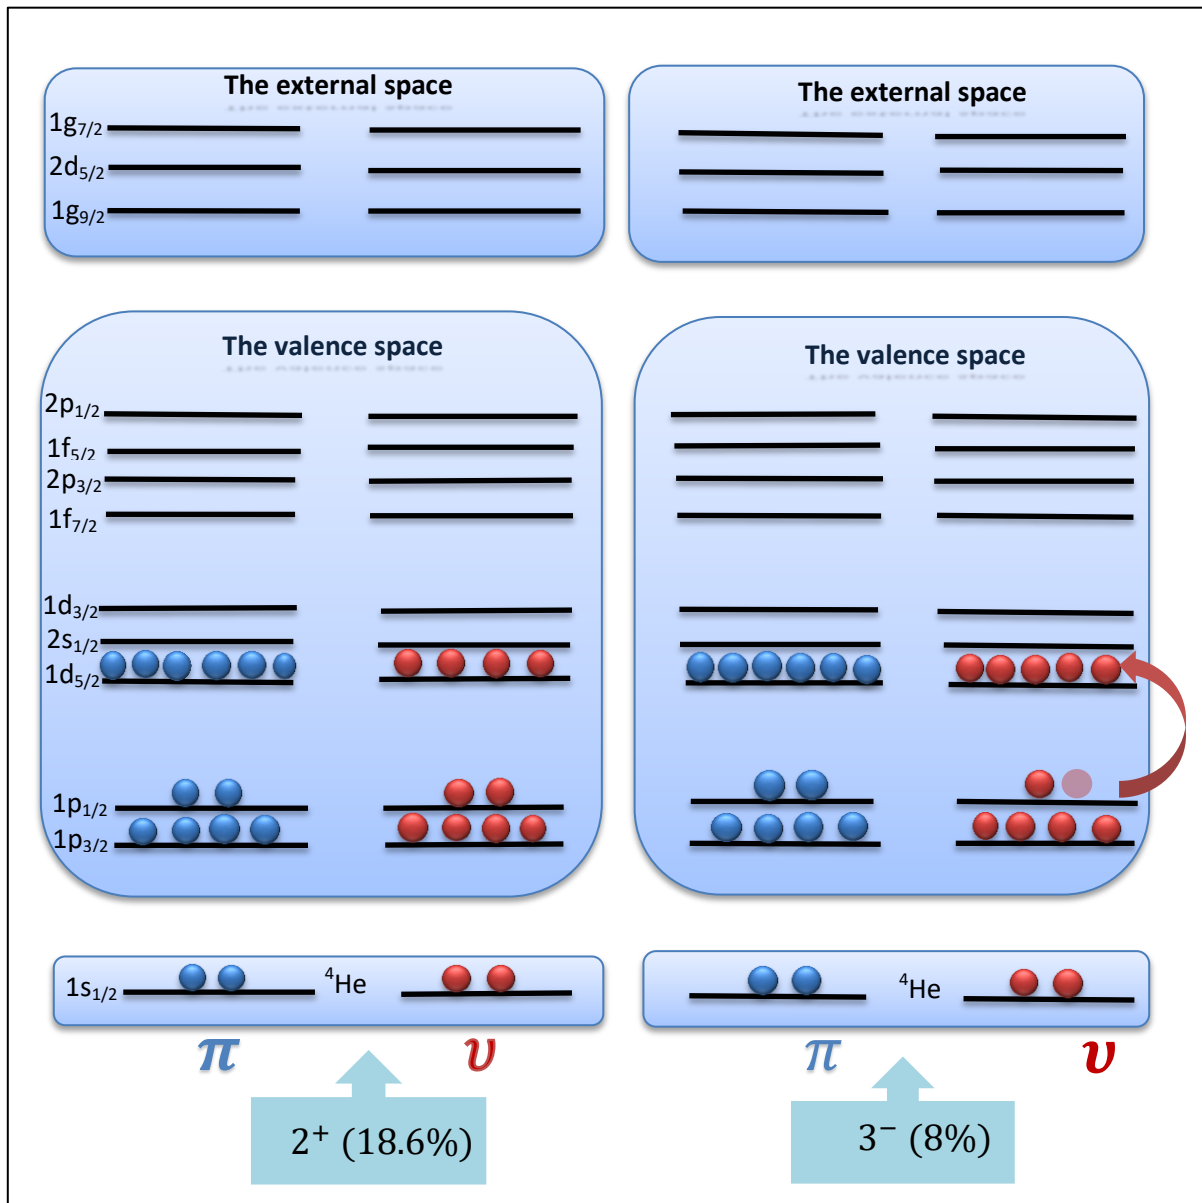 The external space
1g7/2
2d5/2
1g9/2
The valence space
2p1/2
1f5/2
2p3/2
1f7/2
1d3/2
2s1/2
1d5/2
1p1/2
1p3/2
1s1/2
⁴He
π
υ
2⁺ (18.6%)
The external space
The valence space
⁴He
π
υ
3⁻ (8%)